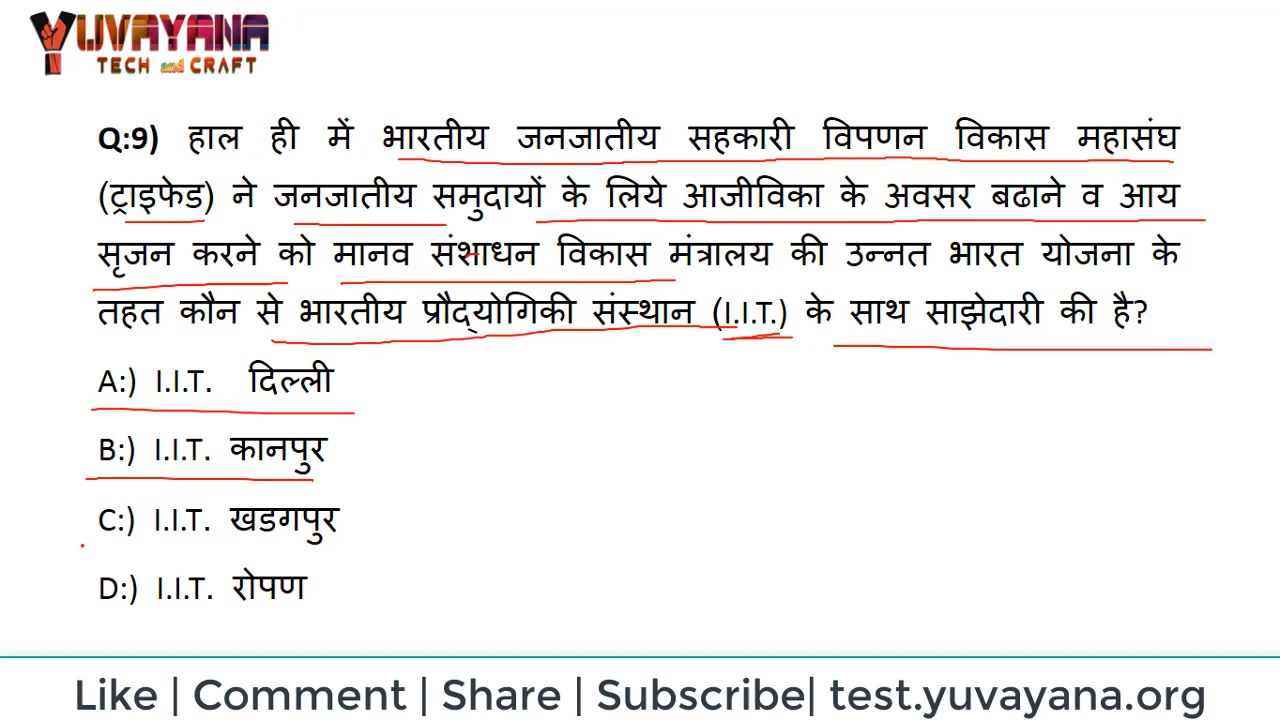 YUVAYANA
TECH and CRAFT
Q:9) हाल ही में भारतीय जनजातीय सहकारी विपणन विकास महासंघ
(ट्राइफेड) ने जनजातीय समुदायों के लिये आजीविका के अवसर बढाने व आय
सृजन करने को मानव संशाधन विकास मंत्रालय की उन्नत भारत योजना के
तहत कौन से भारतीय प्रौद्योगिकी संस्थान (I.I.T.) के साथ साझेदारी की है?
A:) I.I.T. दिल्ली
B:) I.I.T. कानपुर
C:) I.I.T. खडगपुर
D:) I.I.T. रोपण
Like | Comment | Share | Subscribe| test.yuvayana.org